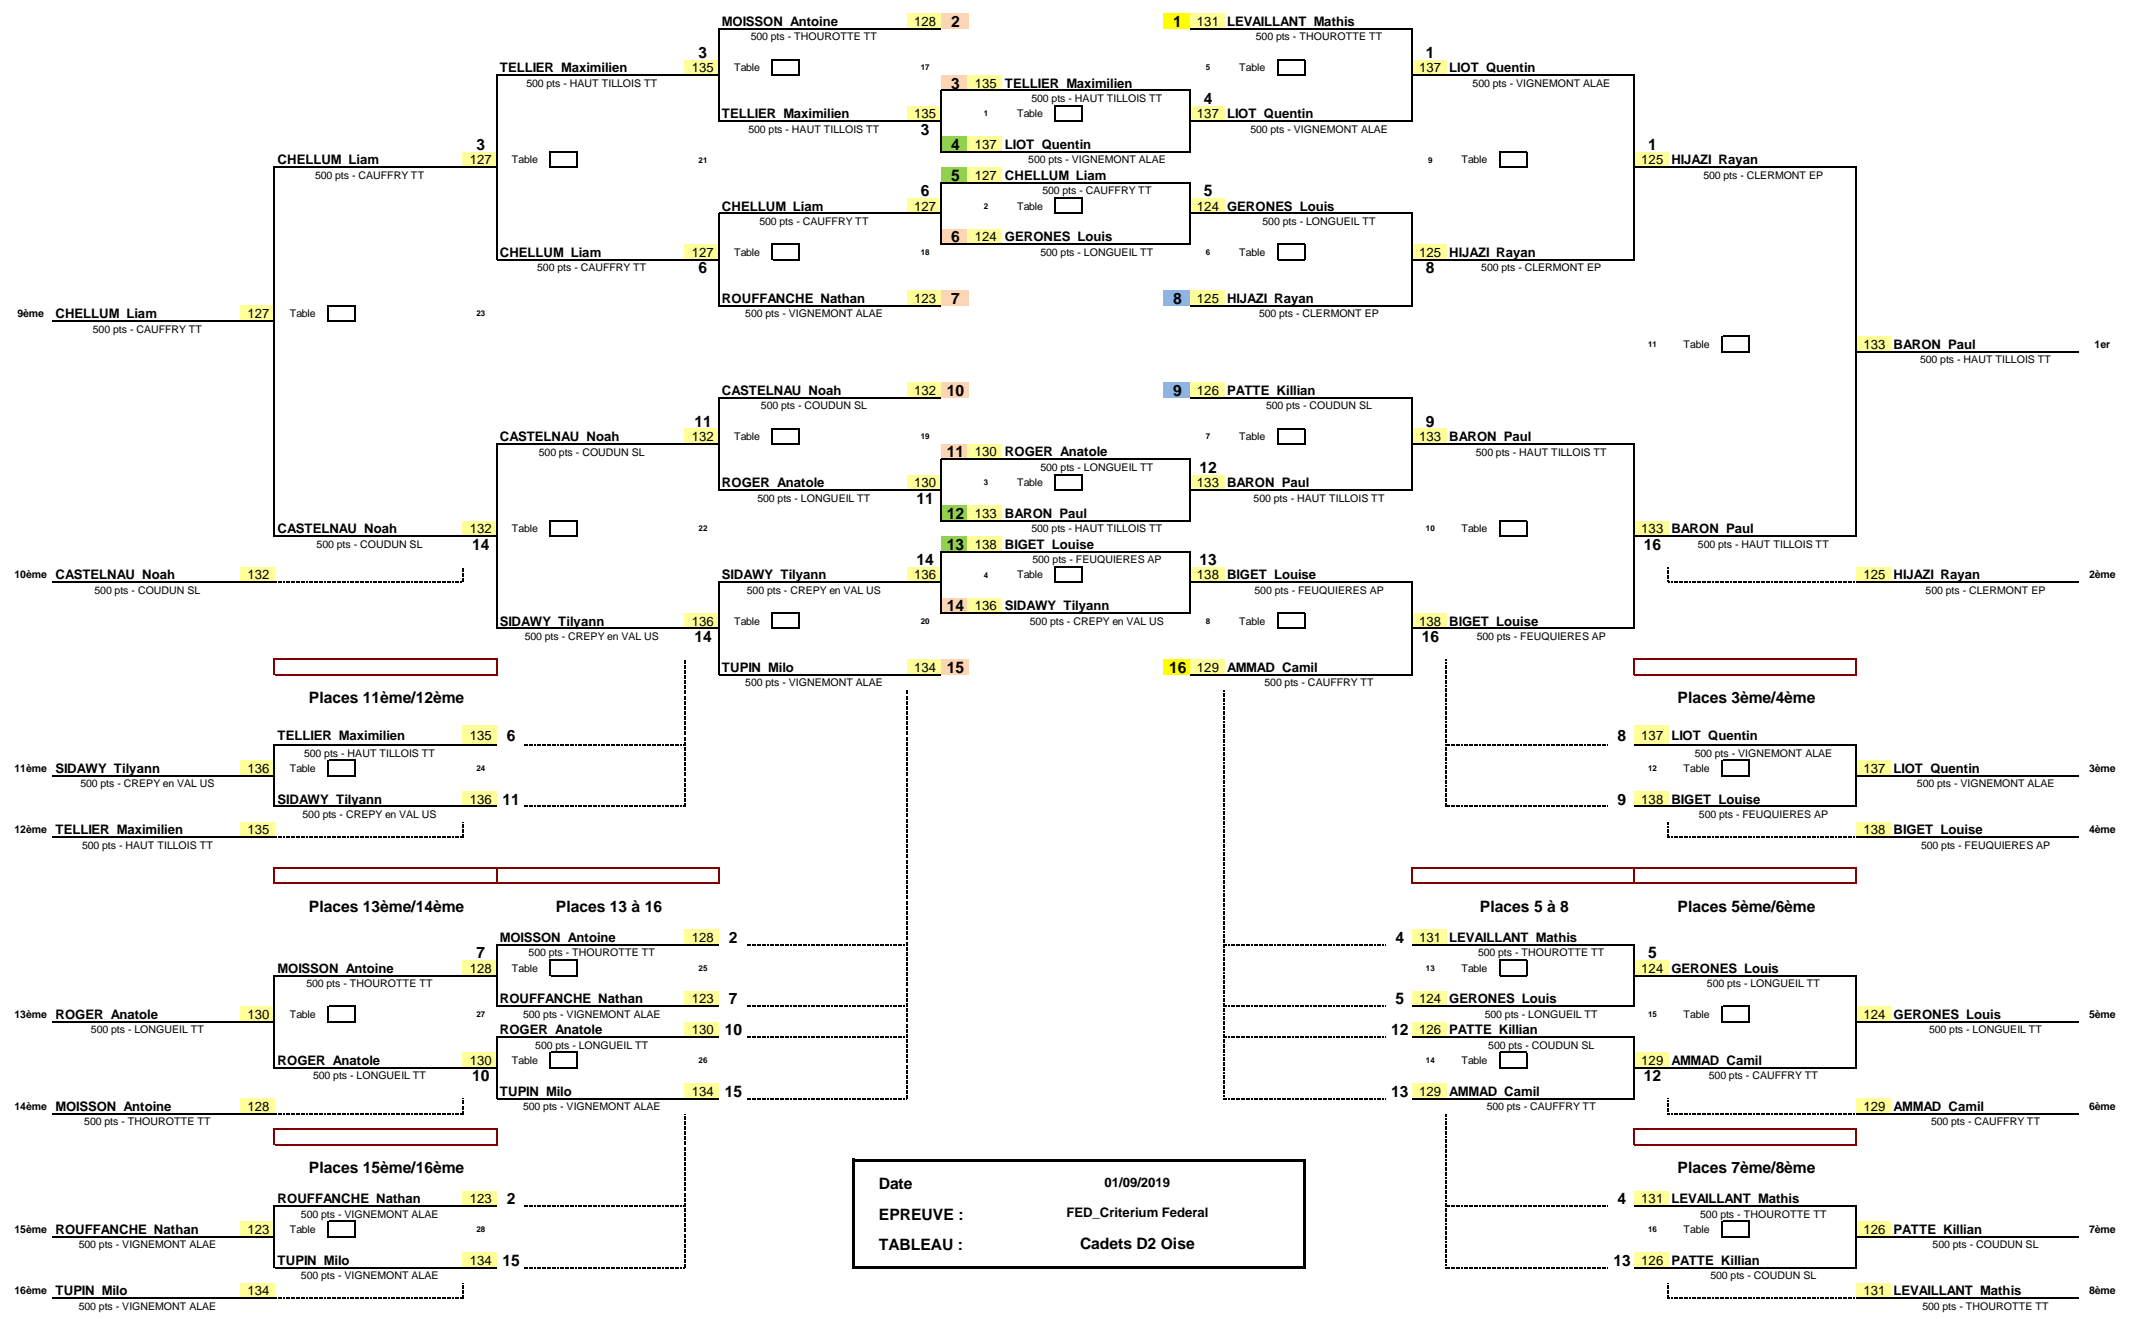 MOISSON Antoine 128 2 1 131 LEVAILLANT Mathis
500 pts - THOUROTTE TT 500 pts - THOUROTTE TT
3 1
TELLIER Maximilien 135 Table 17 5 Table 137 LIOT Quentin
500 pts - HAUT TILLOIS TT 3 135 TELLIER Maximilien 500 pts - VIGNEMONT ALAE
500 pts - HAUT TILLOIS TT 4
TELLIER Maximilien 135 1 Table 137 LIOT Quentin
500 pts - HAUT TILLOIS TT 3 500 pts - VIGNEMONT ALAE
3 4 137 LIOT Quentin 1
CHELLUM Liam 127 Table 21 500 pts - VIGNEMONT ALAE 9 Table 125 HIJAZI Rayan
500 pts - CAUFFRY TT 5 127 CHELLUM Liam 500 pts - CLERMONT EP
6 500 pts - CAUFFRY TT 5
CHELLUM Liam 127 2 Table 124 GERONES Louis
500 pts - CAUFFRY TT 500 pts - LONGUEIL TT
6 124 GERONES Louis
CHELLUM Liam 127 Table 18 500 pts - LONGUEIL TT 6 Table 125 HIJAZI Rayan
500 pts - CAUFFRY TT 6 8 500 pts - CLERMONT EP
ROUFFANCHE Nathan 123 7 8 125 HIJAZI Rayan
9ème CHELLUM Liam 127 Table 23 500 pts - VIGNEMONT ALAE 500 pts - CLERMONT EP
500 pts - CAUFFRY TT
11 Table 133 BARON Paul 1er
500 pts - HAUT TILLOIS TT
CASTELNAU Noah 132 10 9 126 PATTE Killian
500 pts - COUDUN SL 500 pts - COUDUN SL
11 9
CASTELNAU Noah 132 Table 19 7 Table 133 BARON Paul
500 pts - COUDUN SL 11 130 ROGER Anatole 500 pts - HAUT TILLOIS TT
500 pts - LONGUEIL TT 12
ROGER Anatole 130 3 Table 133 BARON Paul
500 pts - LONGUEIL TT 11 500 pts - HAUT TILLOIS TT
12 133 BARON Paul
CASTELNAU Noah 132 Table 22 500 pts - HAUT TILLOIS TT 10 Table 133 BARON Paul
500 pts - COUDUN SL 14 13 138 BIGET Louise 16 500 pts - HAUT TILLOIS TT
14 500 pts - FEUQUIERES AP 13
10ème CASTELNAU Noah 132 SIDAWY Tilyann 136 4 Table 138 BIGET Louise 125 HIJAZI Rayan 2ème
500 pts - COUDUN SL 500 pts - CREPY en VAL US 500 pts - FEUQUIERES AP 500 pts - CLERMONT EP
14 136 SIDAWY Tilyann
SIDAWY Tilyann 136 Table 20 500 pts - CREPY en VAL US 8 Table 138 BIGET Louise
500 pts - CREPY en VAL US 14 16 500 pts - FEUQUIERES AP
TUPIN Milo 134 15 16 129 AMMAD Camil
500 pts - VIGNEMONT ALAE 500 pts - CAUFFRY TT
Places 11ème/12ème Places 3ème/4ème
TELLIER Maximilien 135 6 8 137 LIOT Quentin
500 pts - HAUT TILLOIS TT 500 pts - VIGNEMONT ALAE
11ème SIDAWY Tilyann 136 Table 24 12 Table 137 LIOT Quentin 3ème
500 pts - CREPY en VAL US 500 pts - VIGNEMONT ALAE
SIDAWY Tilyann 136 11 9 138 BIGET Louise
500 pts - CREPY en VAL US 500 pts - FEUQUIERES AP
12ème TELLIER Maximilien 135 138 BIGET Louise 4ème
500 pts - HAUT TILLOIS TT 500 pts - FEUQUIERES AP
Places 13ème/14ème Places 13 à 16 Places 5 à 8 Places 5ème/6ème
MOISSON Antoine 128 2 4 131 LEVAILLANT Mathis
7 500 pts - THOUROTTE TT 500 pts - THOUROTTE TT 5
MOISSON Antoine 128 Table 25 13 Table 124 GERONES Louis
500 pts - THOUROTTE TT 500 pts - LONGUEIL TT
ROUFFANCHE Nathan 123 7 5 124 GERONES Louis
13ème ROGER Anatole 130 Table 27 500 pts - VIGNEMONT ALAE 500 pts - LONGUEIL TT 15 Table 124 GERONES Louis 5ème
500 pts - LONGUEIL TT ROGER Anatole 130 10 12 126 PATTE Killian 500 pts - LONGUEIL TT
500 pts - LONGUEIL TT 500 pts - COUDUN SL
ROGER Anatole 130 Table 26 14 Table 129 AMMAD Camil
500 pts - LONGUEIL TT 10 12 500 pts - CAUFFRY TT
TUPIN Milo 134 15 13 129 AMMAD Camil
14ème MOISSON Antoine 128 500 pts - VIGNEMONT ALAE 500 pts - CAUFFRY TT 129 AMMAD Camil 6ème
500 pts - THOUROTTE TT 500 pts - CAUFFRY TT
Places 15ème/16ème Places 7ème/8ème
Date 01/09/2019
ROUFFANCHE Nathan 123 2 4 131 LEVAILLANT Mathis
500 pts - VIGNEMONT ALAE EPREUVE : FED_Criterium Federal 500 pts - THOUROTTE TT
15ème ROUFFANCHE Nathan 123 Table 28 16 Table 126 PATTE Killian 7ème
500 pts - VIGNEMONT ALAE TABLEAU : Cadets D2 Oise 500 pts - COUDUN SL
TUPIN Milo 134 15 13 126 PATTE Killian
500 pts - VIGNEMONT ALAE 500 pts - COUDUN SL
16ème TUPIN Milo 134 131 LEVAILLANT Mathis 8ème
500 pts - VIGNEMONT ALAE 500 pts - THOUROTTE TT